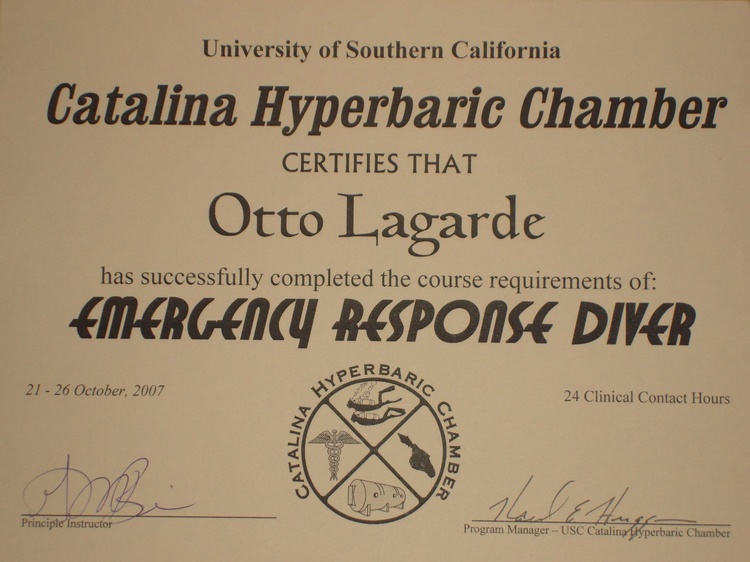 University of Southern California
Catalina Hyperbaric Chamber
CERTIFIES THAT
Otto Lagarde
has successfully completed the course requirements of:
EMERGENCY RESPONSE DIVER
21 - 26 October, 2007
24 Clinical Contact Hours
CATALINA HYPERBARIC CHAMBER
Principle Instructor
Program Manager – USC Catalina Hyperbaric Chamber